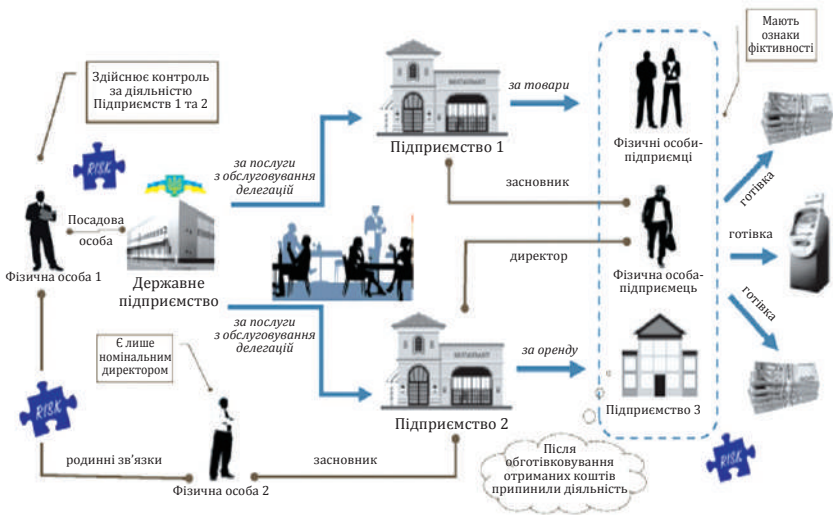 Здійснює контроль
за діяльністю
Підприємств 1 та 2
RISK
Посадова
особа
Фізична особа 1
Державне
підприємство
за послуги
з обслуговування
делегацій
RESTAURANT
Підприємство 1
за товари
Мають
ознаки
фіктивності
Фізичні особи-
підприємці
засновник
директор
Фізична особа-
підприємець
готівка
готівка
готівка
за послуги
з обслуговування
делегацій
RESTAURANT
Підприємство 2
за оренду
Підприємство 3
Є лише
номінальним
директором
RISK
родинні зв’язки
Фізична особа 2
засновник
Після
обготівковування
отриманих коштів
припинили діяльність
RISK